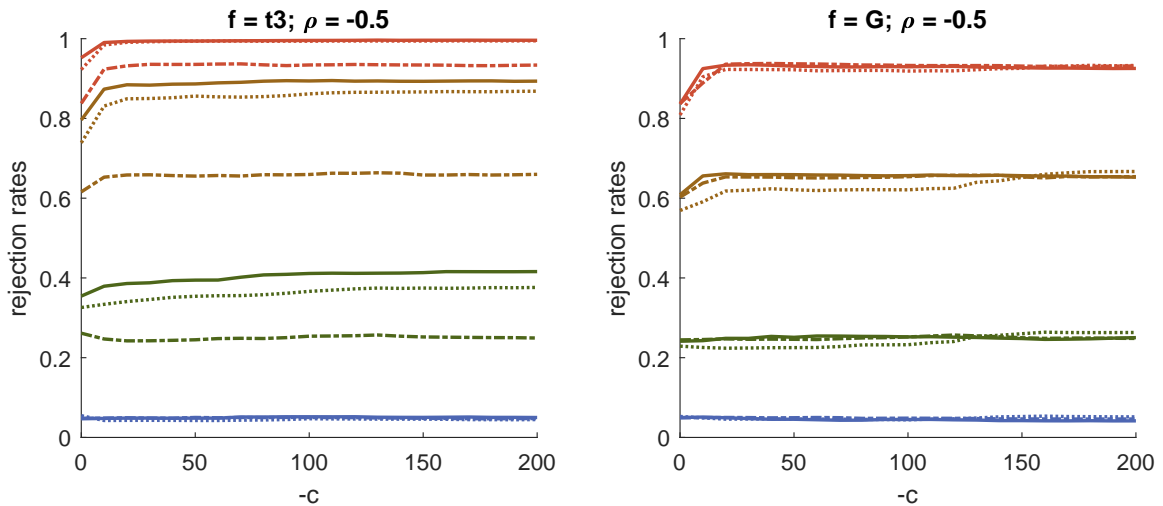 f = t3; ρ = -0.5
rejection rates
1
0.8
0.6
0.4
0.2
0
0 50 100 150 200
-c
f = G; ρ = -0.5
rejection rates
1
0.8
0.6
0.4
0.2
0
0 50 100 150 200
-c